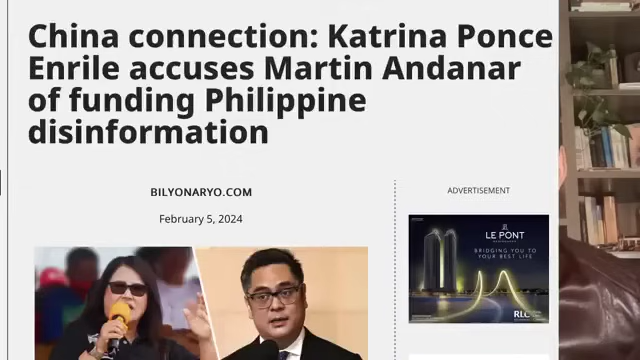 China connection: Katrina Ponce
Enrile accuses Martin Andanar
of funding Philippine
disinformation
BILYONARYO.COM
February 5, 2024
ADVERTISEMENT
LE PONT
BRIDGING YOU TO
YOUR BEST LIFE
RLC